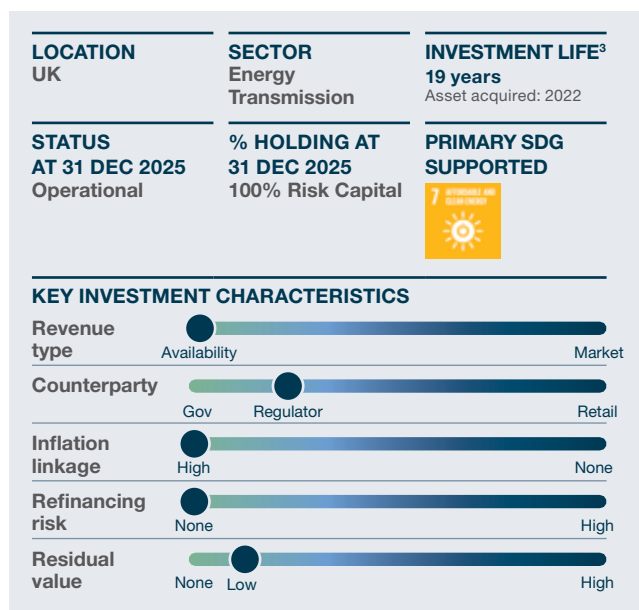 LOCATION
UK
SECTOR
Energy
Transmission
INVESTMENT LIFE³
19 years
Asset acquired: 2022
STATUS
AT 31 DEC 2025
Operational
% HOLDING AT
31 DEC 2025
100% Risk Capital
PRIMARY SDG
SUPPORTED
7 AFFORDABLE AND
CLEAN ENERGY
KEY INVESTMENT CHARACTERISTICS
Revenue
type
Availability
Market
Counterparty
Gov
Regulator
Retail
Inflation
linkage
High
None
Refinancing
risk
None
High
Residual
value
None
Low
High